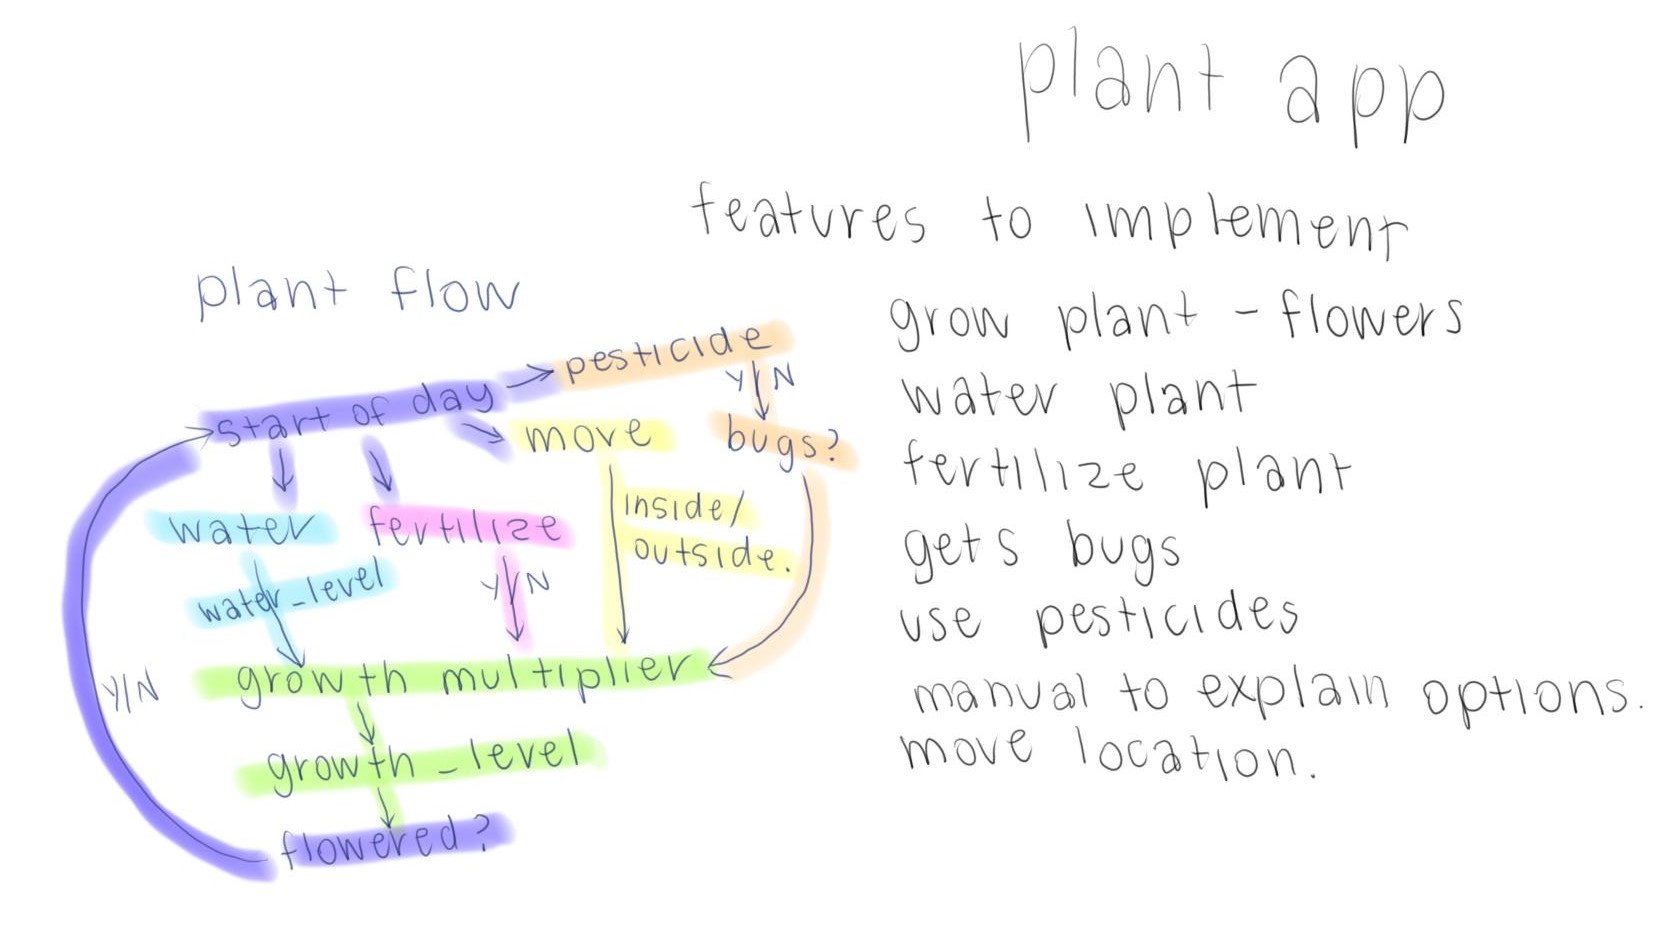 plant app
features to implement
grow plant - flowers
water plant
fertilize plant
gets bugs
use pesticides
manual to explain options.
move location.
plant flow
start of day
pesticide
Y/N
bugs?
move
inside/
outside.
water
fertilize
water_level
Y/N
growth multiplier
Y/N
growth_level
flowered?